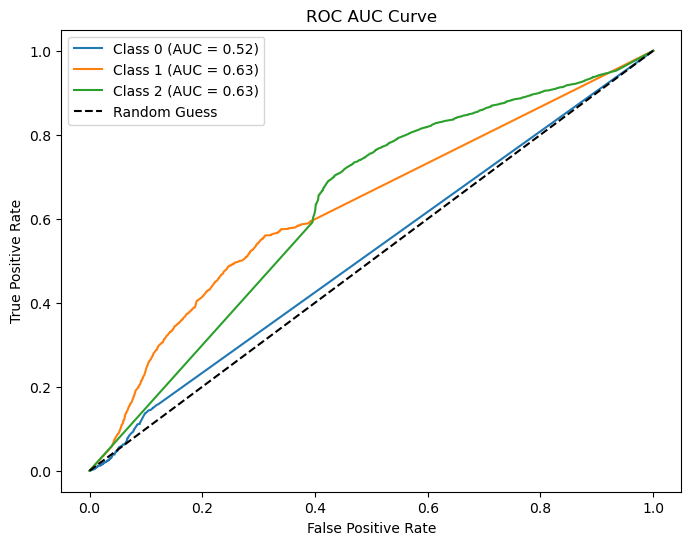 ROC AUC Curve
Class 0 (AUC = 0.52)
Class 1 (AUC = 0.63)
Class 2 (AUC = 0.63)
Random Guess
True Positive Rate
1.0
0.8
0.6
0.4
0.2
0.0
0.0 0.2 0.4 0.6 0.8 1.0
False Positive Rate